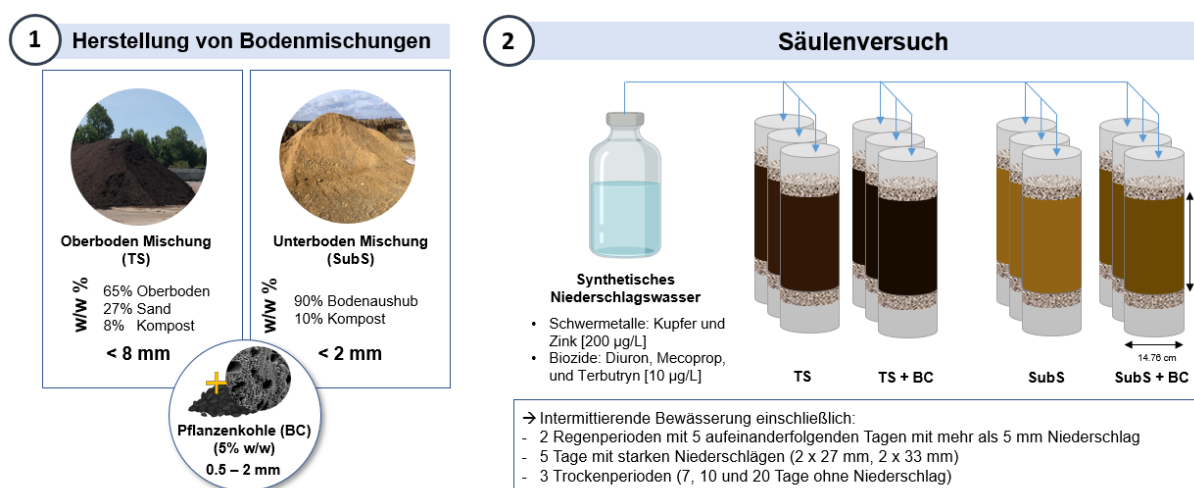 1
Herstellung von Bodenmischungen
Oberboden Mischung
(TS)
w/w %
65% Oberboden
27% Sand
8% Kompost
< 8 mm
Unterboden Mischung
(SubS)
w/w %
90% Bodenaushub
10% Kompost
< 2 mm
+
Pflanzenkohle (BC)
(5% w/w)
0.5 – 2 mm
2
Säulenversuch
Synthetisches
Niederschlagswasser
• Schwermetalle: Kupfer und
Zink [200 µg/L]
• Biozide: Diuron, Mecoprop,
und Terbutryn [10 µg/L]
TS
TS + BC
SubS
SubS + BC
14.76 cm
→ Intermittierende Bewässerung einschließlich:
- 2 Regenperioden mit 5 aufeinanderfolgenden Tagen mit mehr als 5 mm Niederschlag
- 5 Tage mit starken Niederschlägen (2 x 27 mm, 2 x 33 mm)
- 3 Trockenperioden (7, 10 und 20 Tage ohne Niederschlag)